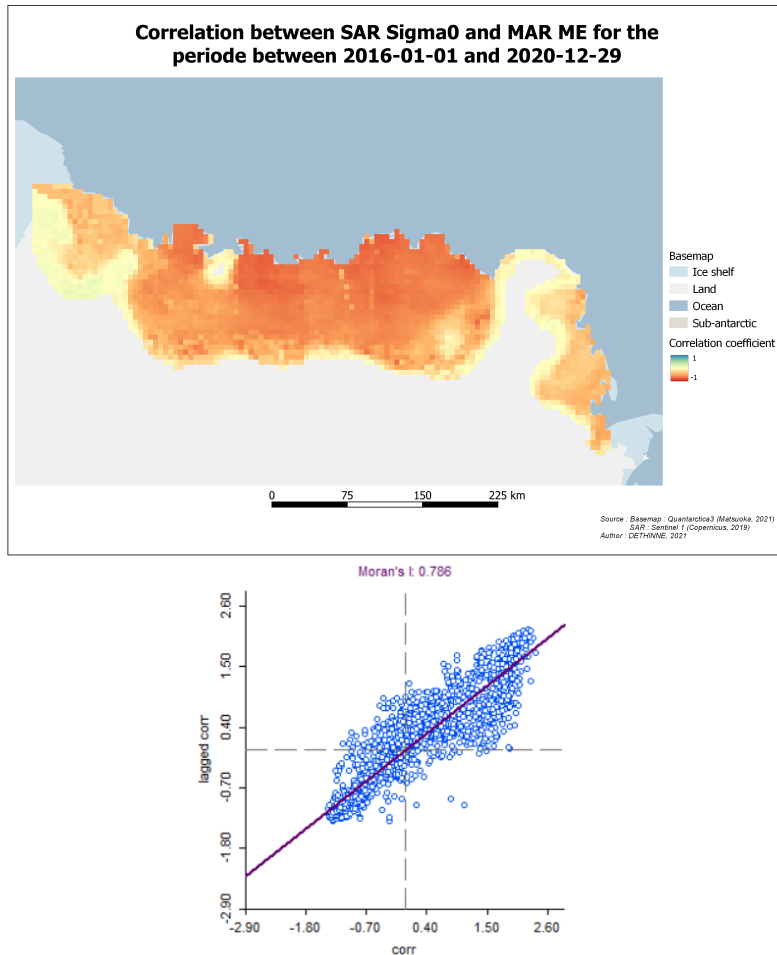 Correlation between SAR Sigma0 and MAR ME for the
periode between 2016-01-01 and 2020-12-29
Basemap
Ice shelf
Land
Ocean
Sub-antarctic
Correlation coefficient
1
-1
0 75 150 225 km
Source : Basemap : Quantarctica3 (Matsuoka, 2021)
SAR : Sentinel 1 (Copernicus, 2019)
Author : DETHINNE, 2021
Moran's I: 0.786
2.60
1.50
0.40
-0.70
-1.80
-2.90
lagged corr
-2.90 -1.80 -0.70 0.40 1.50 2.60
corr